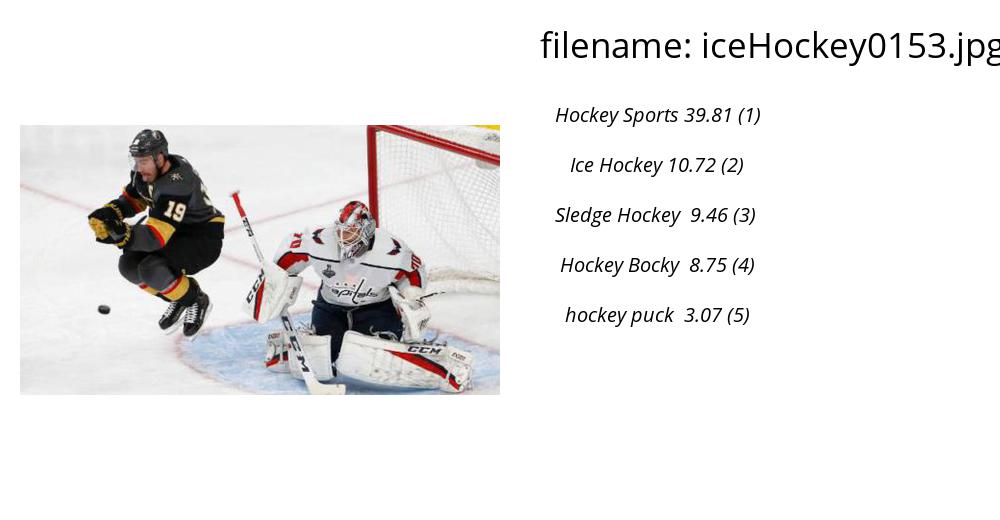 filename: iceHockey0153.jpg
Hockey Sports 39.81 (1)
Ice Hockey 10.72 (2)
Sledge Hockey 9.46 (3)
Hockey Bocky 8.75 (4)
hockey puck 3.07 (5)
19
70
70
capitals
CCM
CCM
CCM